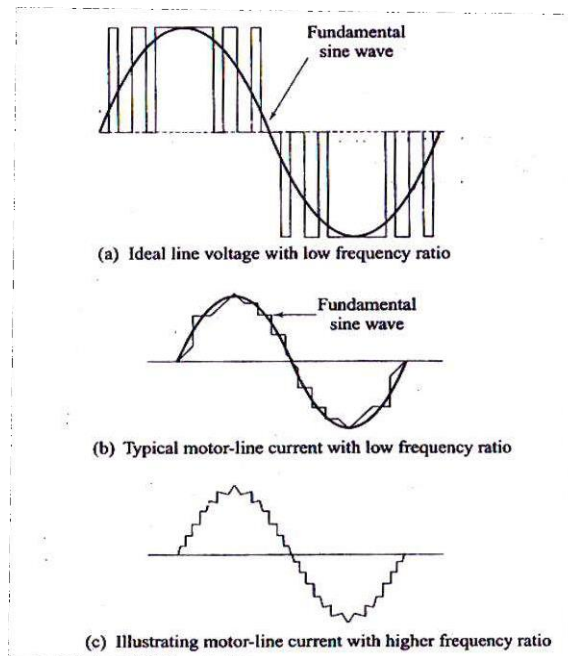 Fundamental
sine wave
(a) Ideal line voltage with low frequency ratio
Fundamental
sine wave
(b) Typical motor-line current with low frequency ratio
(c) Illustrating motor-line current with higher frequency ratio